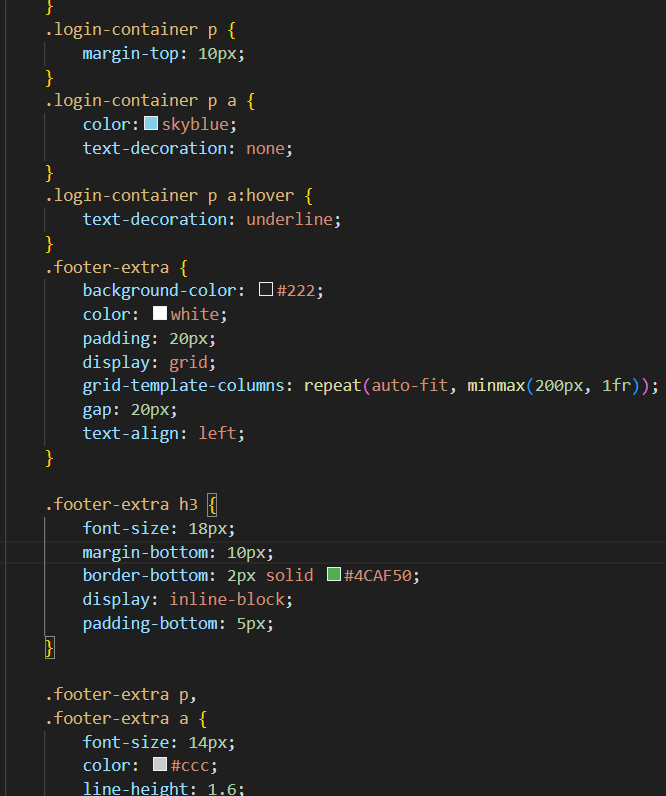 }
.login-container p {
margin-top: 10px;
}
.login-container p a {
color: skyblue;
text-decoration: none;
}
.login-container p a:hover {
text-decoration: underline;
}
.footer-extra {
background-color: #222;
color: white;
padding: 20px;
display: grid;
grid-template-columns: repeat(auto-fit, minmax(200px, 1fr));
gap: 20px;
text-align: left;
}
.footer-extra h3 {
font-size: 18px;
margin-bottom: 10px;
border-bottom: 2px solid #4CAF50;
display: inline-block;
padding-bottom: 5px;
}
.footer-extra p,
.footer-extra a {
font-size: 14px;
color: #ccc;
line-height: 1.6;